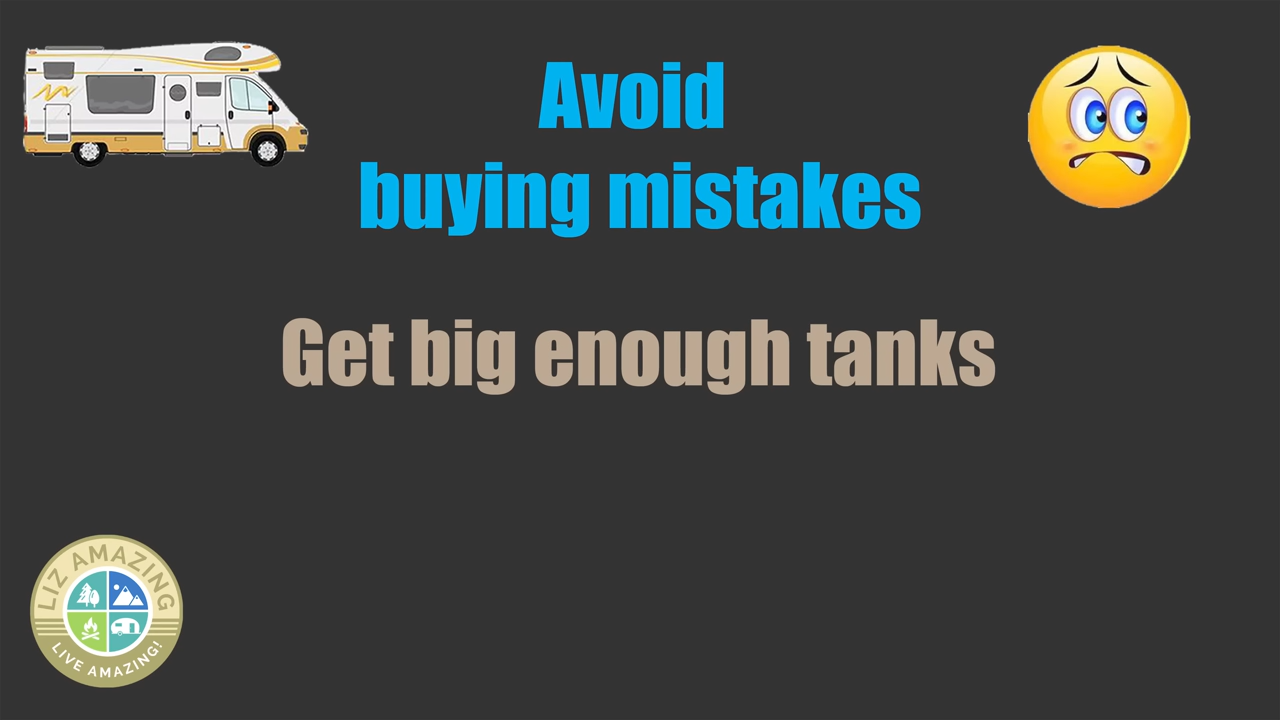 Avoid
buying mistakes
Get big enough tanks
LIZ AMAZING
LIVE AMAZING!